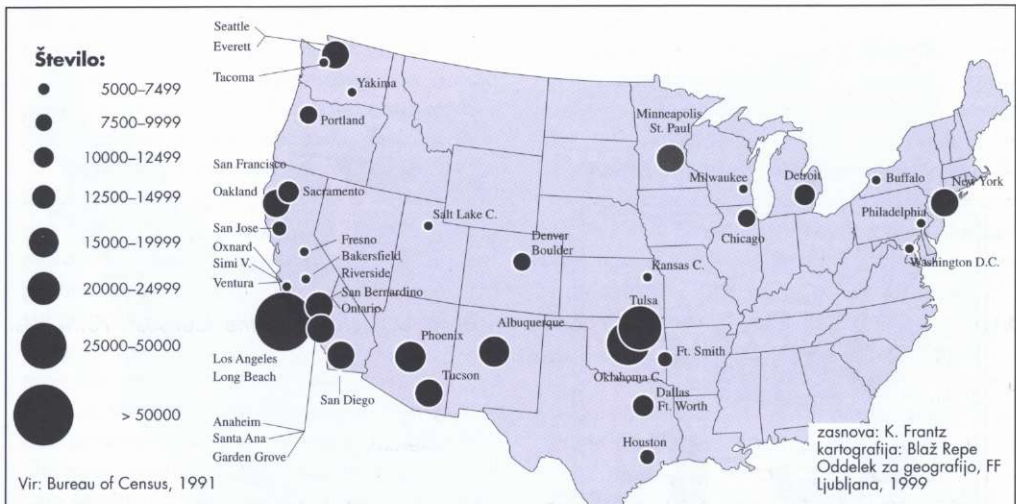 Število:
5000–7499
7500–9999
10000–12499
12500–14999
15000–19999
20000–24999
25000–50000
> 50000
Seattle
Everett
Tacoma
Yakima
Portland
San Francisco
Oakland
Sacramento
San Jose
Oxnard
Simi V.
Ventura
Fresno
Bakersfield
Riverside
San Bernardino
Ontario
Los Angeles
Long Beach
San Diego
Anaheim
Santa Ana
Garden Grove
Salt Lake C.
Denver
Boulder
Phoenix
Tucson
Albuquerque
Minneapolis
St. Paul
Milwaukee
Chicago
Detroit
Buffalo
New York
Philadelphia
Washington D.C.
Kansas C.
Tulsa
Oklahoma C.
Ft. Smith
Dallas
Ft. Worth
Houston
Vir: Bureau of Census, 1991
zasnova: K. Frantz
kartografija: Blaž Repe
Oddelek za geografijo, FF
Ljubljana, 1999